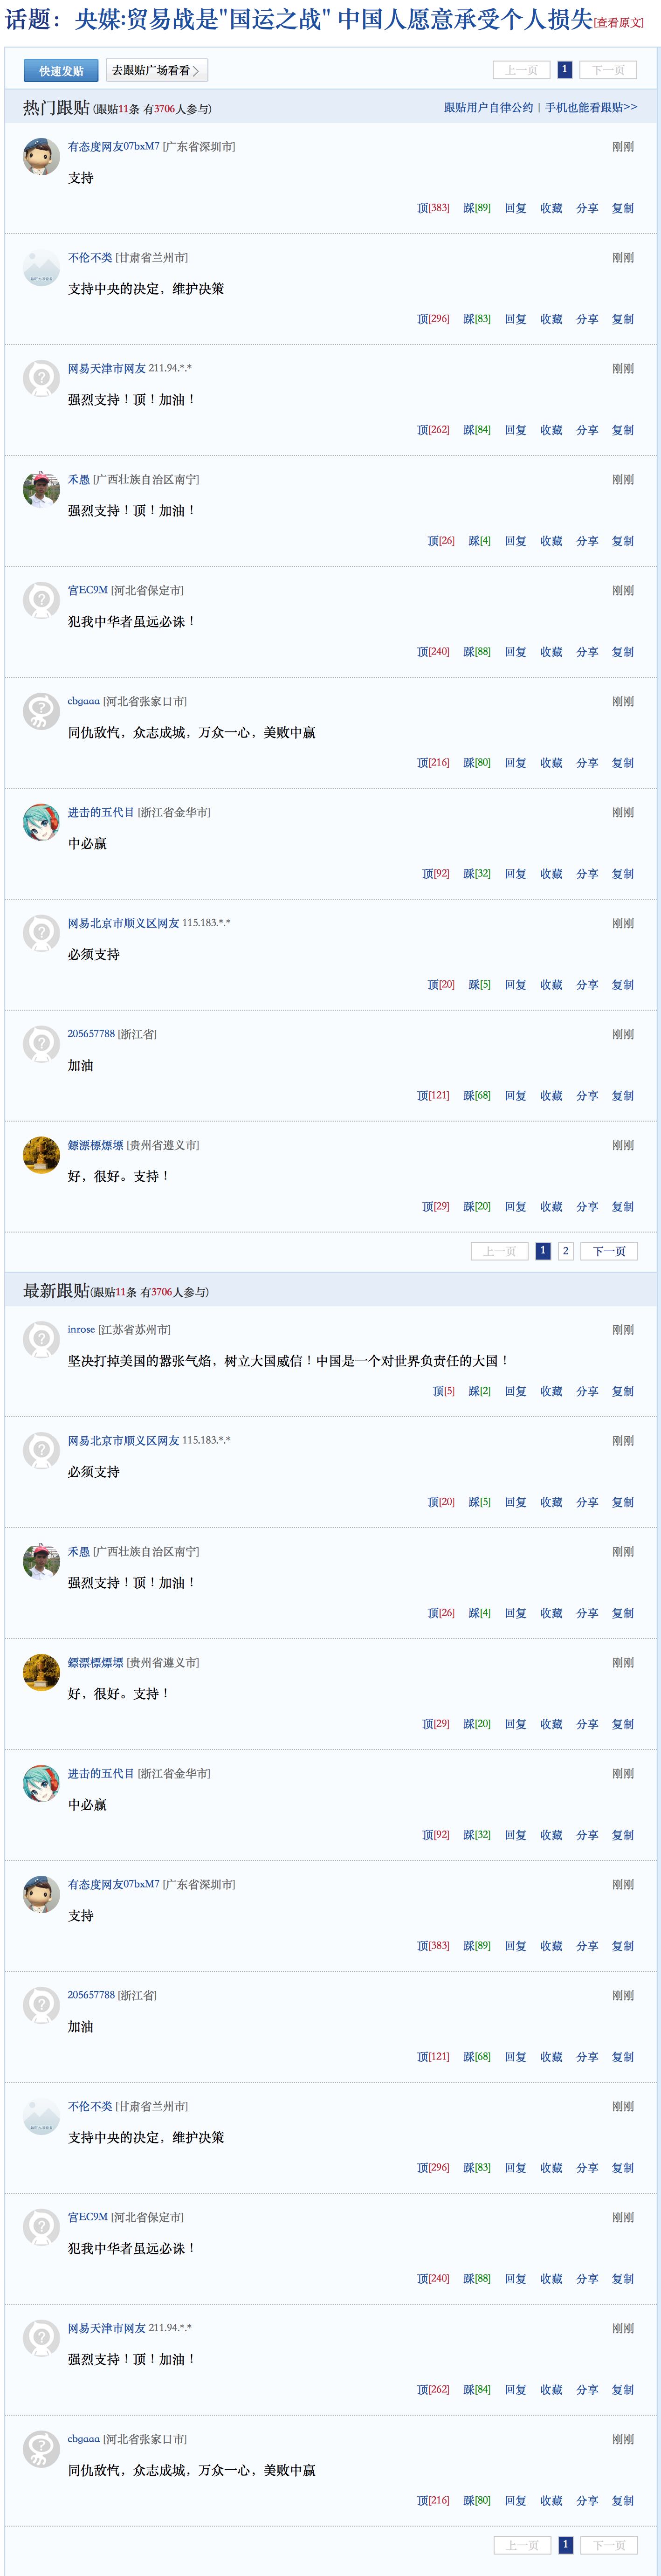 话题：央媒:贸易战是"国运之战" 中国人愿意承受个人损失[查看原文]
快速发贴 去跟贴广场看看> 上一页 1 下一页
热门跟贴(跟贴11条 有3706人参与) 跟贴用户自律公约 | 手机也能看跟贴>>
有态度网友07bxM7 [广东省深圳市] 刚刚
支持
顶[383] 踩[89] 回复 收藏 分享 复制
不伦不类 [甘肃省兰州市] 刚刚
支持中央的决定，维护决策
顶[296] 踩[83] 回复 收藏 分享 复制
网易天津市网友 211.94.*.* 刚刚
强烈支持！顶！加油！
顶[262] 踩[84] 回复 收藏 分享 复制
禾愚 [广西壮族自治区南宁] 刚刚
强烈支持！顶！加油！
顶[26] 踩[4] 回复 收藏 分享 复制
宫EC9M [河北省保定市] 刚刚
犯我中华者虽远必诛！
顶[240] 踩[88] 回复 收藏 分享 复制
cbgaaa [河北省张家口市] 刚刚
同仇敌忾，众志成城，万众一心，美败中赢
顶[216] 踩[80] 回复 收藏 分享 复制
进击的五代目 [浙江省金华市] 刚刚
中必赢
顶[92] 踩[32] 回复 收藏 分享 复制
网易北京市顺义区网友 115.183.*.* 刚刚
必须支持
顶[20] 踩[5] 回复 收藏 分享 复制
205657788 [浙江省] 刚刚
加油
顶[121] 踩[68] 回复 收藏 分享 复制
[贵州省遵义市] 刚刚
好，很好。支持！
顶[29] 踩[20] 回复 收藏 分享 复制
上一页 1 2 下一页
最新跟贴(跟贴11条 有3706人参与)
inrose [江苏省苏州市] 刚刚
坚决打掉美国的嚣张气焰，树立大国威信！中国是一个对世界负责任的大国！
顶[5] 踩[2] 回复 收藏 分享 复制
网易北京市顺义区网友 115.183.*.* 刚刚
必须支持
顶[20] 踩[5] 回复 收藏 分享 复制
禾愚 [广西壮族自治区南宁] 刚刚
强烈支持！顶！加油！
顶[26] 踩[4] 回复 收藏 分享 复制
[贵州省遵义市] 刚刚
好，很好。支持！
顶[29] 踩[20] 回复 收藏 分享 复制
进击的五代目 [浙江省金华市] 刚刚
中必赢
顶[92] 踩[32] 回复 收藏 分享 复制
有态度网友07bxM7 [广东省深圳市] 刚刚
支持
顶[383] 踩[89] 回复 收藏 分享 复制
205657788 [浙江省] 刚刚
加油
顶[121] 踩[68] 回复 收藏 分享 复制
不伦不类 [甘肃省兰州市] 刚刚
支持中央的决定，维护决策
顶[296] 踩[83] 回复 收藏 分享 复制
宫EC9M [河北省保定市] 刚刚
犯我中华者虽远必诛！
顶[240] 踩[88] 回复 收藏 分享 复制
网易天津市网友 211.94.*.* 刚刚
强烈支持！顶！加油！
顶[262] 踩[84] 回复 收藏 分享 复制
cbgaaa [河北省张家口市] 刚刚
同仇敌忾，众志成城，万众一心，美败中赢
顶[216] 踩[80] 回复 收藏 分享 复制
上一页 1 下一页